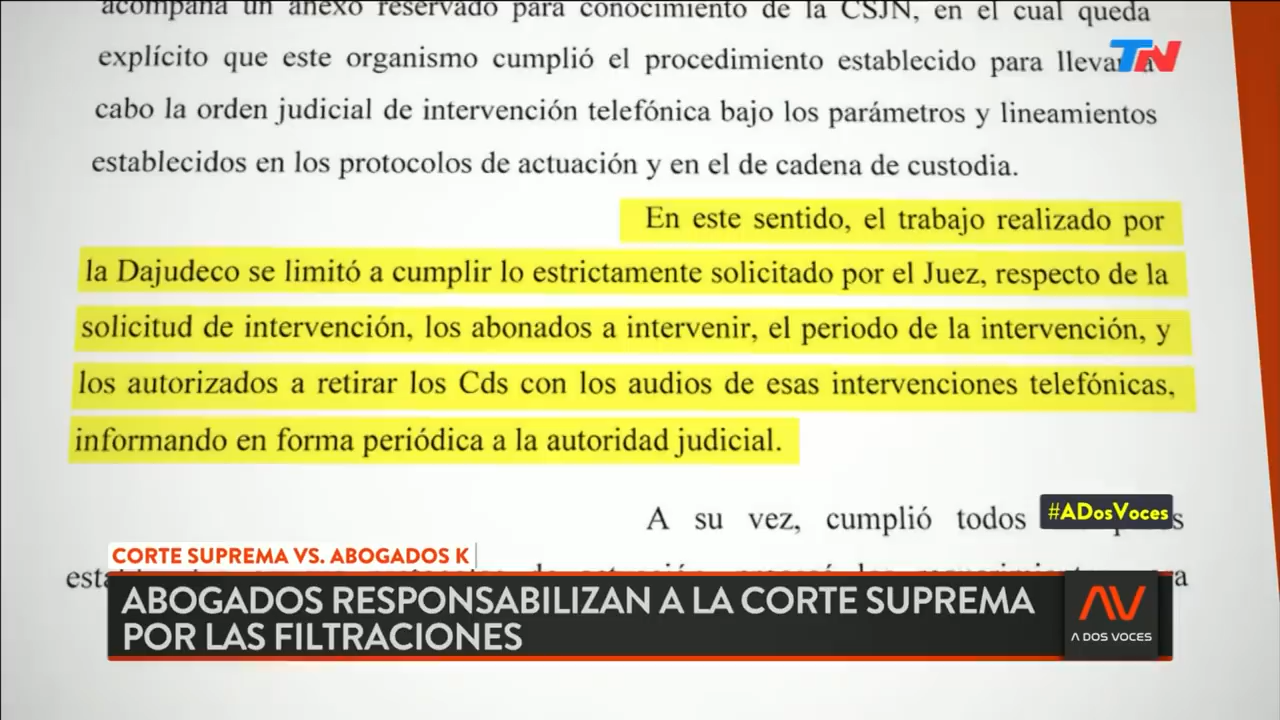 acompaña un anexo reservado para conocimiento de la CSJN, en el cual queda
TN
explícito que este organismo cumplió el procedimiento establecido para llevar a
cabo la orden judicial de intervención telefónica bajo los parámetros y lineamientos
establecidos en los protocolos de actuación y en el de cadena de custodia.
En este sentido, el trabajo realizado por
la Dajudeco se limitó a cumplir lo estrictamente solicitado por el Juez, respecto de la
solicitud de intervención, los abonados a intervenir, el periodo de la intervención, y
los autorizados a retirar los Cds con los audios de esas intervenciones telefónicas,
informando en forma periódica a la autoridad judicial.
A su vez, cumplió todos
#ADosVoces
CORTE SUPREMA VS. ABOGADOS K
ABOGADOS RESPONSABILIZAN A LA CORTE SUPREMA
POR LAS FILTRACIONES
AV
A DOS VOCES